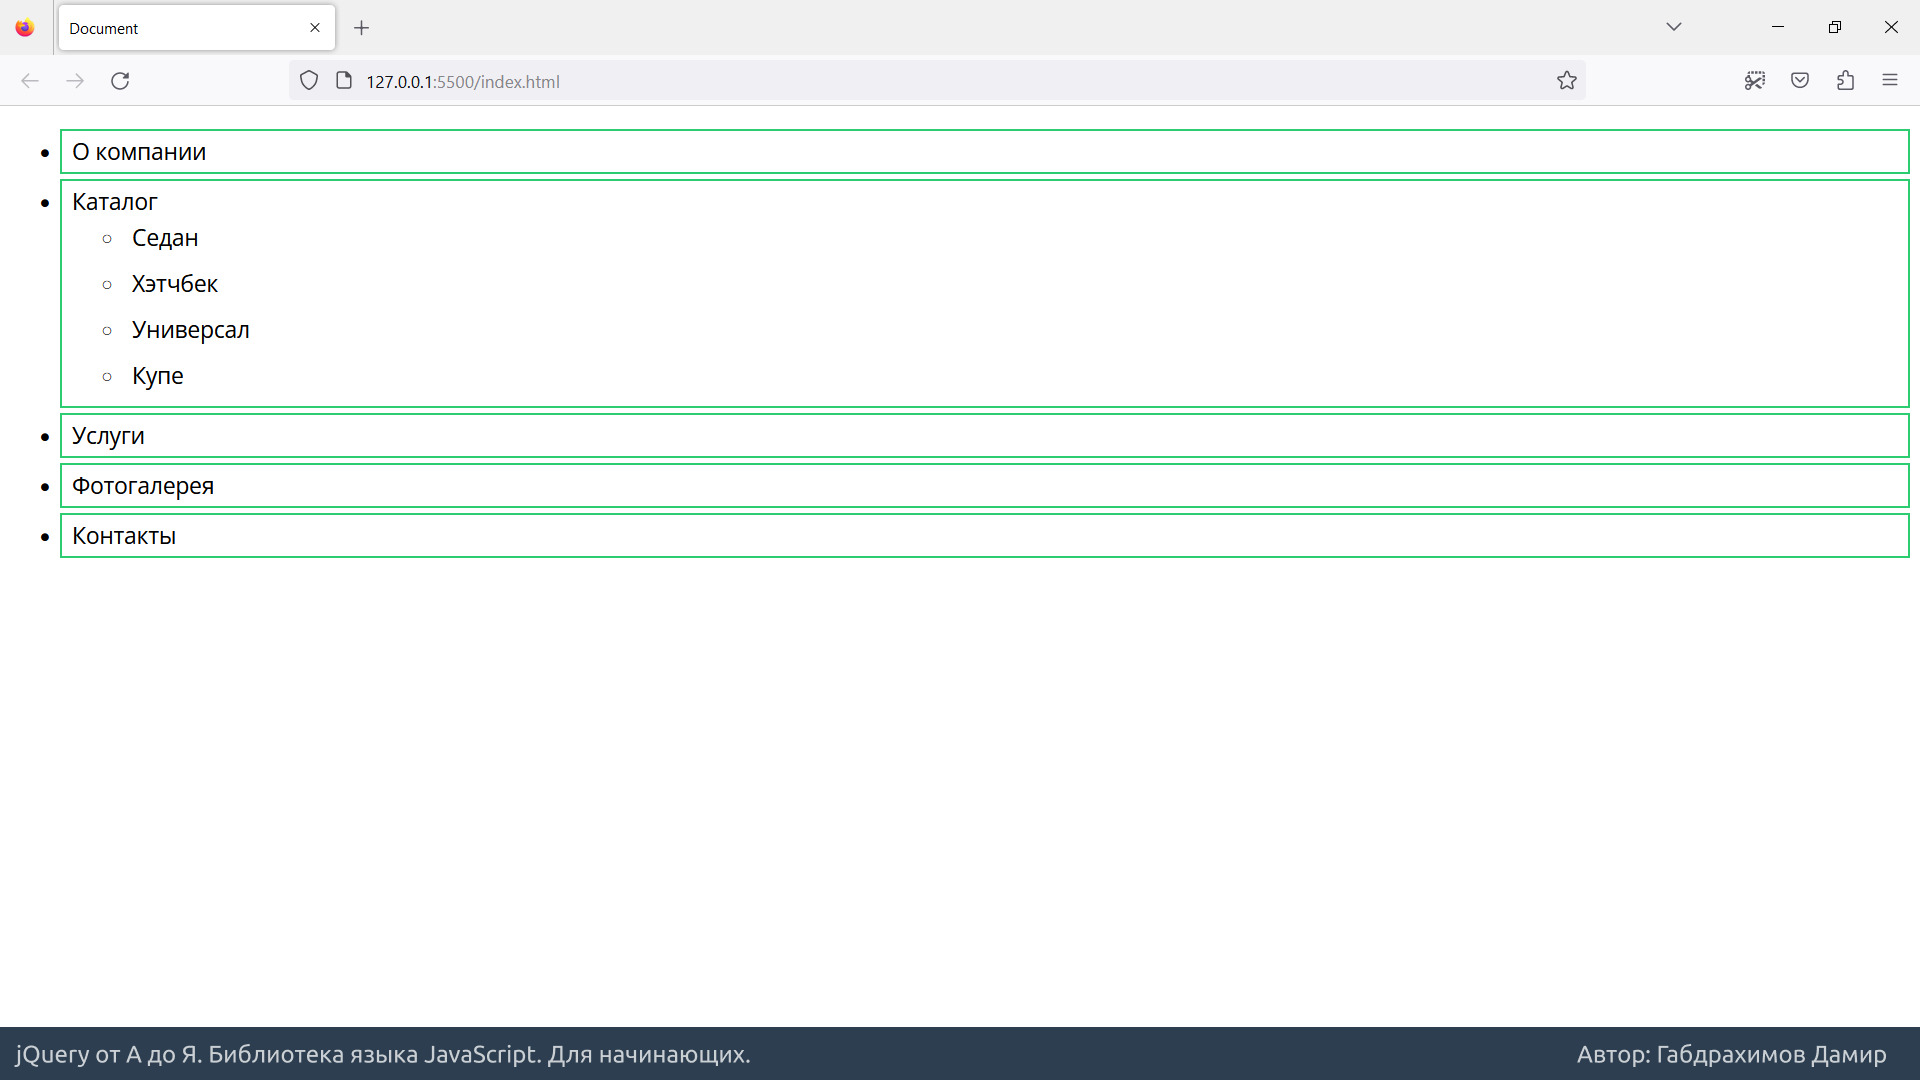 Document
127.0.0.1:5500/index.html
О компании
Каталог
Седан
Хэтчбек
Универсал
Купе
Услуги
Фотогалерея
Контакты
jQuery от А до Я. Библиотека языка JavaScript. Для начинающих.
Автор: Габдрахимов Дамир